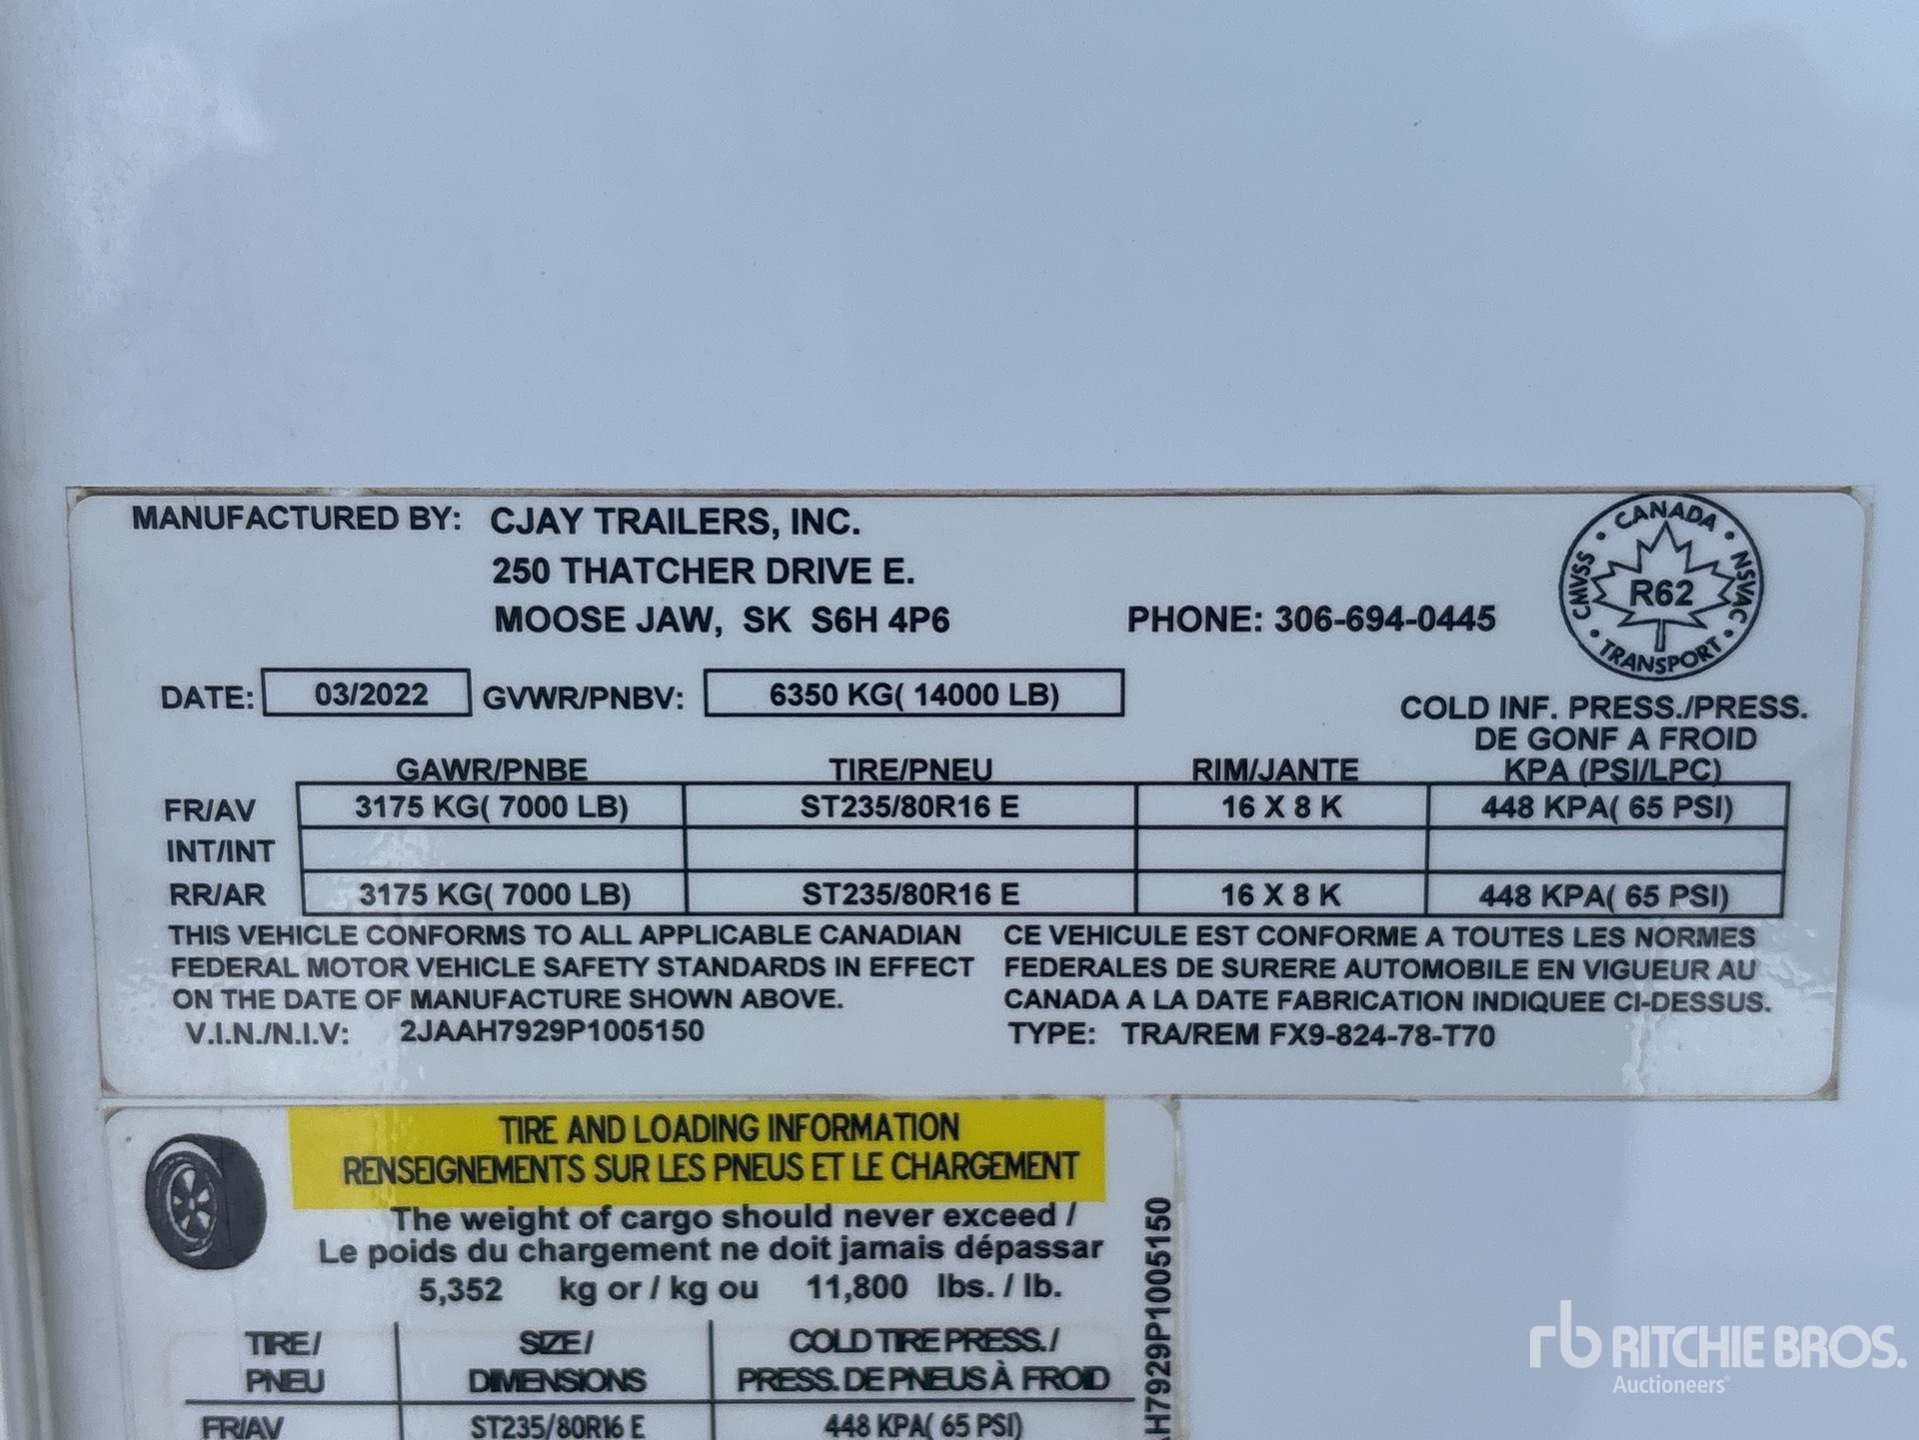 MANUFACTURED BY: CJAY TRAILERS, INC.
250 THATCHER DRIVE E.
MOOSE JAW, SK S6H 4P6 PHONE: 306-694-0445
CANADA
CMVSS R62 NSVAC
TRANSPORT
DATE: 03/2022 GVWR/PNBV: 6350 KG( 14000 LB)
COLD INF. PRESS./PRESS.
DE GONF A FROID
GAWR/PNBE TIRE/PNEU RIM/JANTE KPA (PSI/LPC)
FR/AV 3175 KG( 7000 LB) ST235/80R16 E 16 X 8 K 448 KPA( 65 PSI)
INT/INT
RR/AR 3175 KG( 7000 LB) ST235/80R16 E 16 X 8 K 448 KPA( 65 PSI)
THIS VEHICLE CONFORMS TO ALL APPLICABLE CANADIAN
FEDERAL MOTOR VEHICLE SAFETY STANDARDS IN EFFECT
ON THE DATE OF MANUFACTURE SHOWN ABOVE.
CE VEHICULE EST CONFORME A TOUTES LES NORMES
FEDERALES DE SURERE AUTOMOBILE EN VIGUEUR AU
CANADA A LA DATE FABRICATION INDIQUEE CI-DESSUS.
V.I.N./N.I.V: 2JAAH7929P1005150 TYPE: TRA/REM FX9-824-78-T70
TIRE AND LOADING INFORMATION
RENSEIGNEMENTS SUR LES PNEUS ET LE CHARGEMENT
The weight of cargo should never exceed /
Le poids du chargement ne doit jamais dépassar
5,352 kg or / kg ou 11,800 lbs. / lb.
TIRE/ SIZE/ COLD TIRE PRESS./
PNEU DIMENSIONS PRESS. DE PNEUS À FROID
FR/AV ST235/80R16 E 448 KPA( 65 PSI)
AH7929P1005150
rb RITCHIE BROS.
Auctioneers